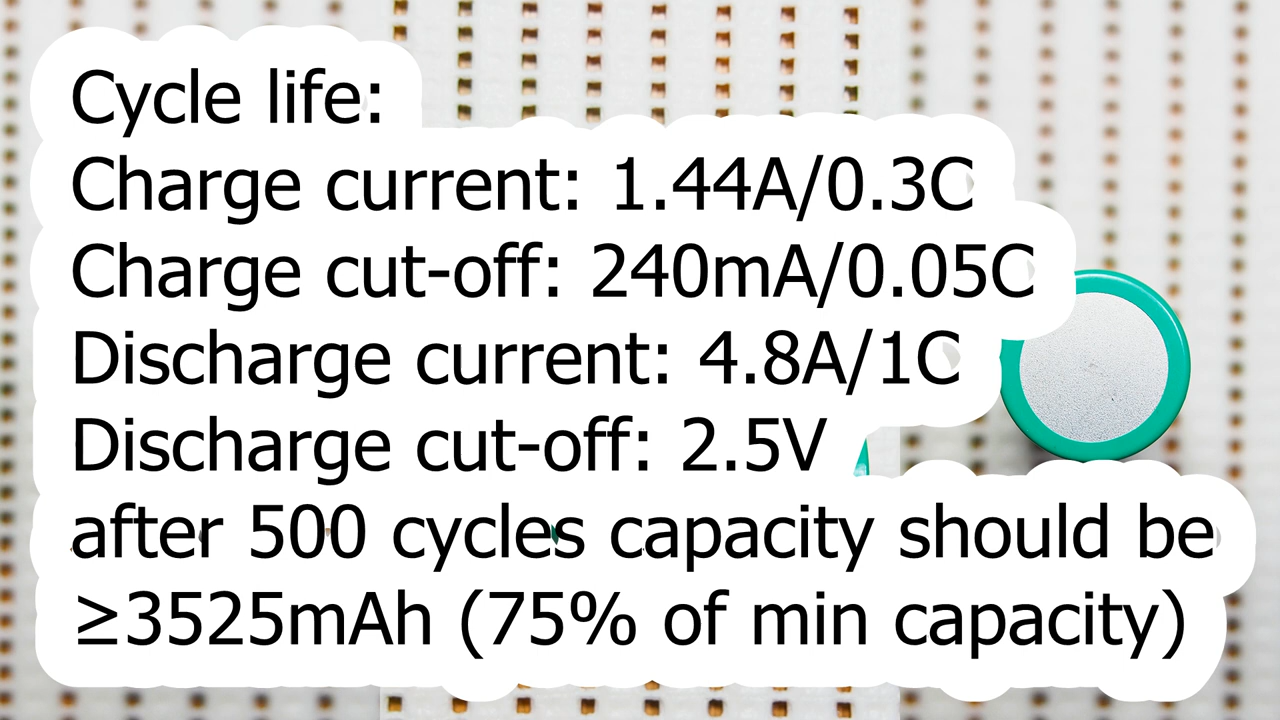 Cycle life:
Charge current: 1.44A/0.3C
Charge cut-off: 240mA/0.05C
Discharge current: 4.8A/1C
Discharge cut-off: 2.5V
after 500 cycles capacity should be
≥3525mAh (75% of min capacity)